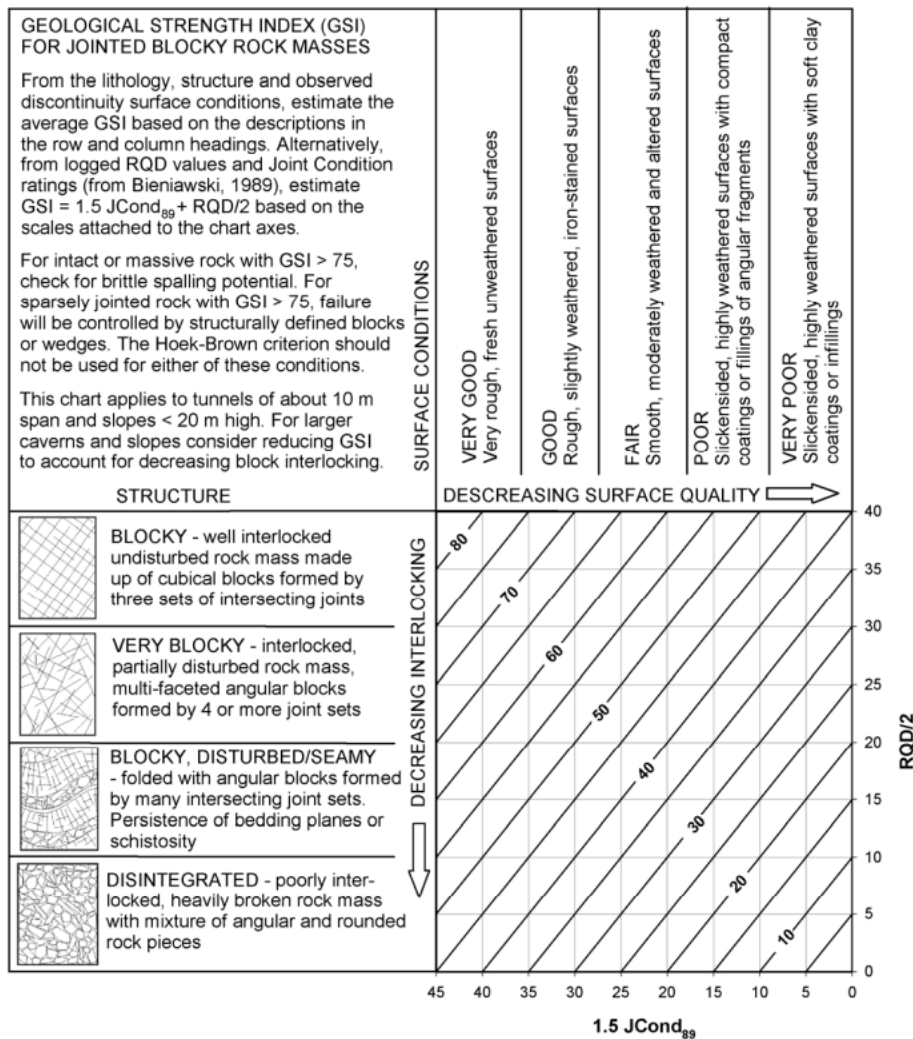 GEOLOGICAL STRENGTH INDEX (GSI)
FOR JOINTED BLOCKY ROCK MASSES
From the lithology, structure and observed
discontinuity surface conditions, estimate the
average GSI based on the descriptions in
the row and column headings. Alternatively,
from logged RQD values and Joint Condition
ratings (from Bieniawski, 1989), estimate
GSI = 1.5 JCond89 + RQD/2 based on the
scales attached to the chart axes.
For intact or massive rock with GSI > 75,
check for brittle spalling potential. For
sparsely jointed rock with GSI > 75, failure
will be controlled by structurally defined blocks
or wedges. The Hoek-Brown criterion should
not be used for either of these conditions.
This chart applies to tunnels of about 10 m
span and slopes < 20 m high. For larger
caverns and slopes consider reducing GSI
to account for decreasing block interlocking.
STRUCTURE
SURFACE CONDITIONS
VERY GOOD
Very rough, fresh unweathered surfaces
GOOD
Rough, slightly weathered, iron-stained surfaces
FAIR
Smooth, moderately weathered and altered surfaces
POOR
Slickensided, highly weathered surfaces with compact
coatings or fillings of angular fragments
VERY POOR
Slickensided, highly weathered surfaces with soft clay
coatings or infillings
DESCREASING SURFACE QUALITY
BLOCKY - well interlocked
undisturbed rock mass made
up of cubical blocks formed by
three sets of intersecting joints
VERY BLOCKY - interlocked,
partially disturbed rock mass,
multi-faceted angular blocks
formed by 4 or more joint sets
BLOCKY, DISTURBED/SEAMY
- folded with angular blocks formed
by many intersecting joint sets.
Persistence of bedding planes or
schistosity
DISINTEGRATED - poorly inter-
locked, heavily broken rock mass
with mixture of angular and rounded
rock pieces
DECREASING INTERLOCKING
80
70
60
50
40
30
20
10
40
35
30
25
20
15
10
5
0
RQD/2
45 40 35 30 25 20 15 10 5 0
1.5 JCond89